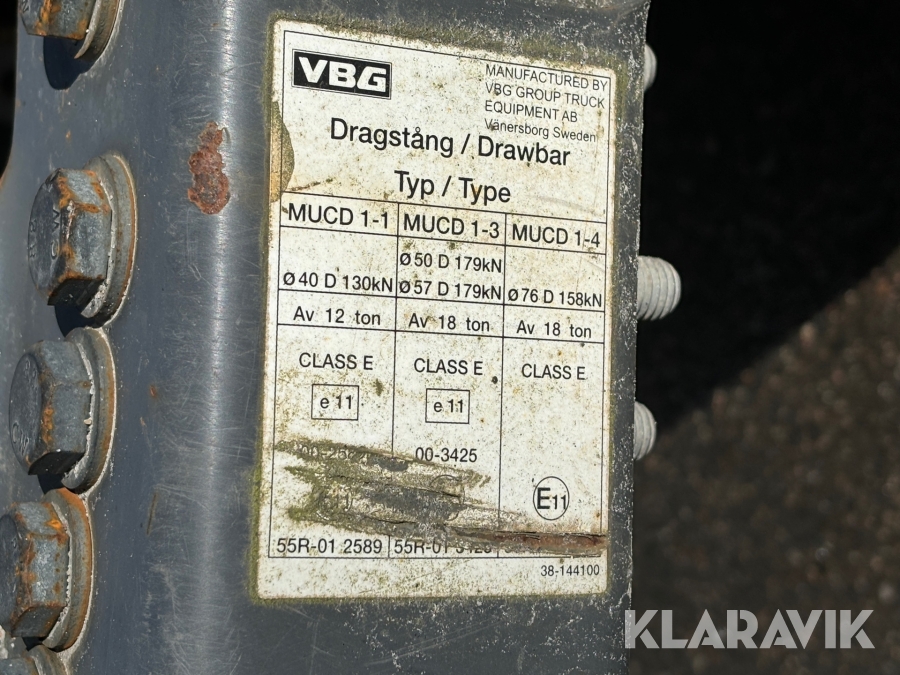 VBG
MANUFACTURED BY
VBG GROUP TRUCK
EQUIPMENT AB
Vänersborg Sweden
Dragstång / Drawbar
Typ / Type
MUCD 1-1 MUCD 1-3 MUCD 1-4
Ø 50 D 179kN
Ø 40 D 130kN Ø 57 D 179kN Ø 76 D 158kN
Av 12 ton Av 18 ton Av 18 ton
CLASS E CLASS E CLASS E
e 11 e 11
00-3425
E11
55R-01 2589 55R-01
38-144100
KLARAVIK